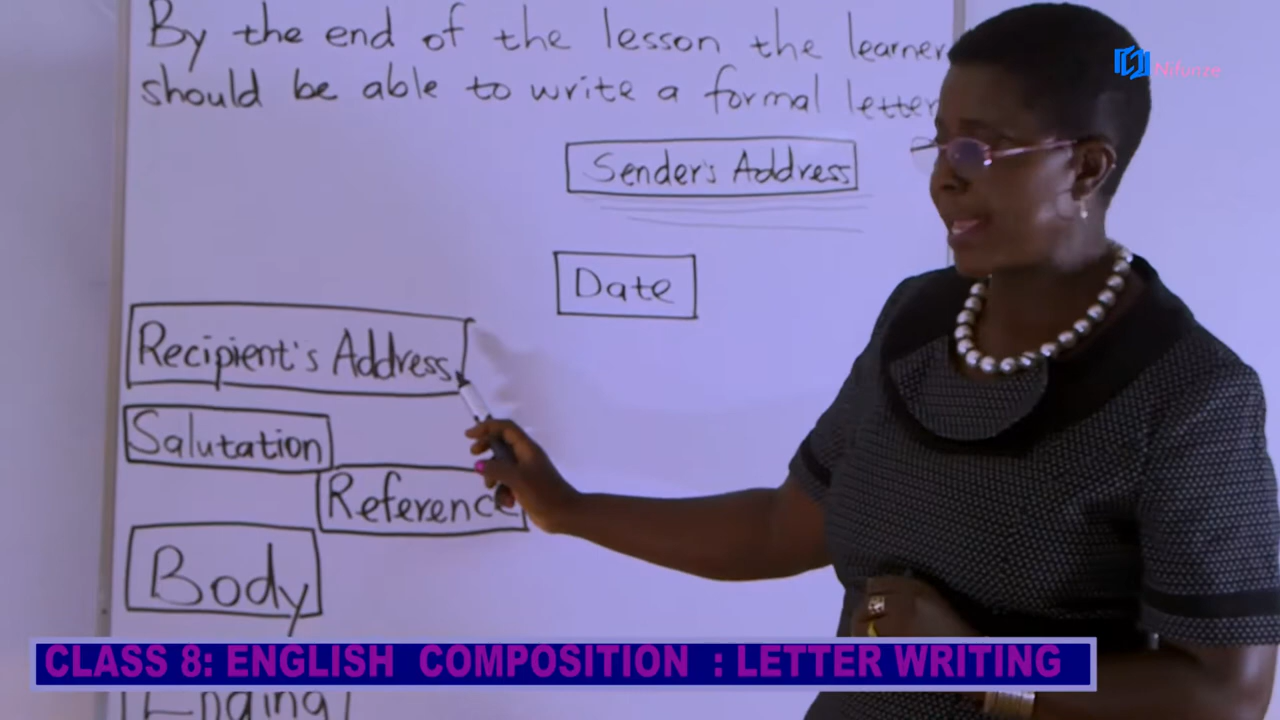 By the end of the lesson the learner
should be able to write a formal letter
Nifunze
Sender's Address
Date
Recipient's Address
Salutation
Reference
Body
CLASS 8: ENGLISH COMPOSITION : LETTER WRITING
Ending